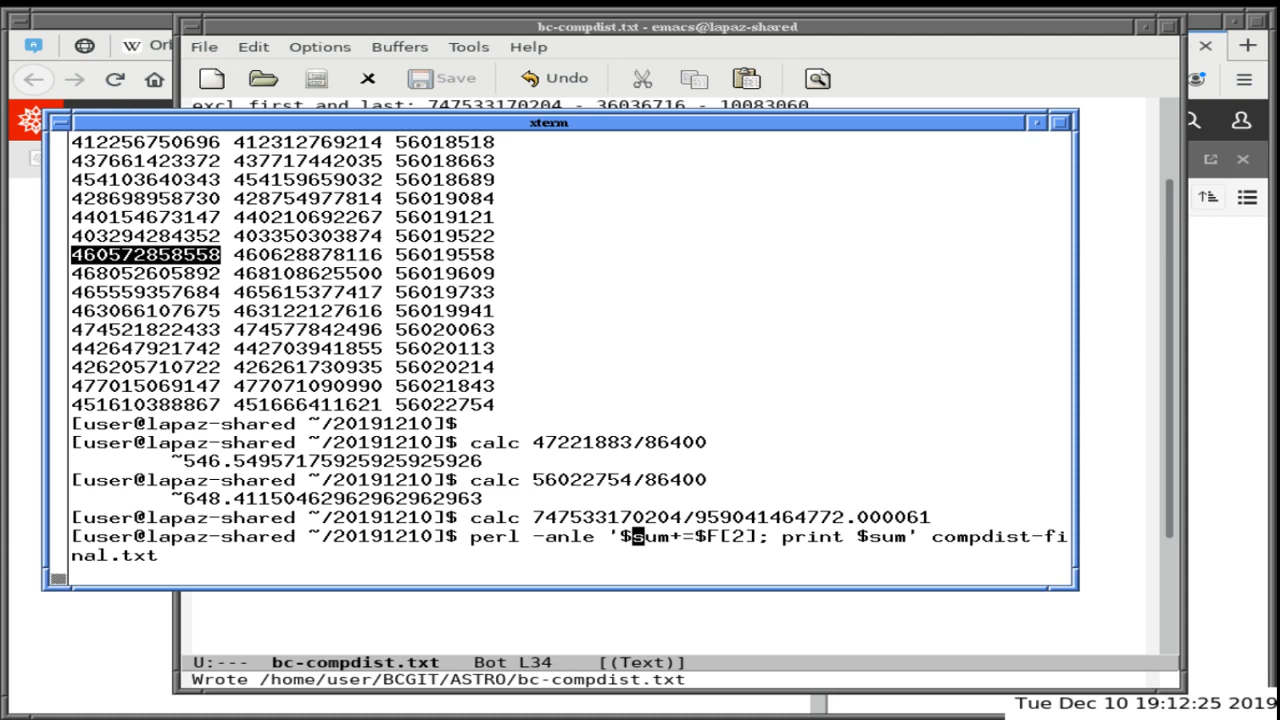 bc-compdist.txt - emacs@lapaz-shared
W Ori
File Edit Options Buffers Tools Help
Save Undo
excl first and last: 747533170204 - 36036716 - 10083060
xterm
412256750696 412312769214 56018518
437661423372 437717442035 56018663
454103640343 454159659032 56018689
428698958730 428754977814 56019084
440154673147 440210692267 56019121
403294284352 403350303874 56019522
460572858558 460628878116 56019558
468052605892 468108625500 56019609
465559357684 465615377417 56019733
463066107675 463122127616 56019941
474521822433 474577842496 56020063
442647921742 442703941855 56020113
426205710722 426261730935 56020214
477015069147 477071090990 56021843
451610388867 451666411621 56022754
[user@lapaz-shared ~/20191210]$
[user@lapaz-shared ~/20191210]$ calc 47221883/86400
~546.54957175925925925926
[user@lapaz-shared ~/20191210]$ calc 56022754/86400
~648.41150462962962962963
[user@lapaz-shared ~/20191210]$ calc 747533170204/959041464772.000061
[user@lapaz-shared ~/20191210]$ perl -anle '$sum+=$F[2]; print $sum' compdist-fi
nal.txt
U:--- bc-compdist.txt Bot L34 [(Text)]
Wrote /home/user/BCGIT/ASTRO/bc-compdist.txt
Tue Dec 10 19:12:25 2019